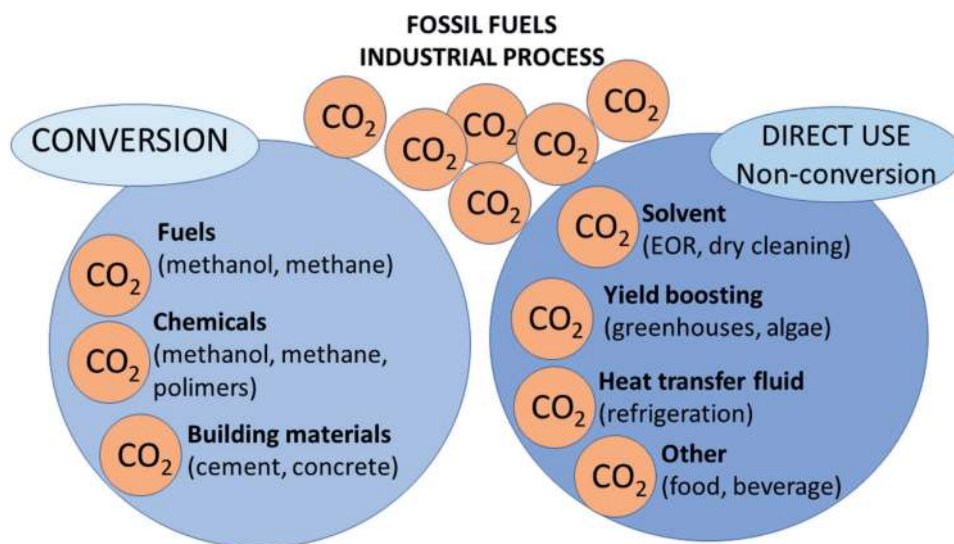 FOSSIL FUELS
INDUSTRIAL PROCESS
CO2
CO2
CO2
CO2
CO2
CO2
CONVERSION
CO2
Fuels
(methanol, methane)
CO2
Chemicals
(methanol, methane,
polimers)
CO2
Building materials
(cement, concrete)
DIRECT USE
Non-conversion
CO2
Solvent
(EOR, dry cleaning)
CO2
Yield boosting
(greenhouses, algae)
CO2
Heat transfer fluid
(refrigeration)
CO2
Other
(food, beverage)